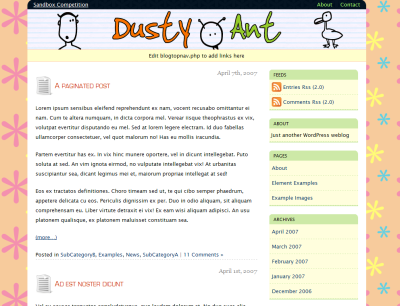 Sandbox Competition
About Contact
Dusty Ant
Edit blogtopnav.php to add links here
April 7th, 2007
A paginated post
Lorem ipsum sensibus eleifend reprehendunt ex nam, vocent recusabo omittantur ei
nam. Cum te altera numquam, in dicta corpora mel. Verear risque theophrastus ex vix,
volutpat evertitur disputando eu mel. Sed at lorem legere electram. Id duo fabellas
ullamcorper consectetuer, vel quot malorum no! Has eu mollis iracundia.
Partem evertitur has ex. In vix hinc munere oportere, vel in dicunt intellegebat. Puto
soluta at sed. An vim ignota eirmod, no vulputate intellegebat vix! At urbanitas
suscipiantur sea, dicant legimus mei et, maiorum propriae intellegat at sed!
Eos ex tractatos definitiones. Choro timeam sed ut, te qui cibo semper phaedrum,
appetere delicata cu eos. Periculis dignissim ex per. Duo in odio aliquam, sit aliquam
comprehensam eu. Liber virtute detraxit ei vix! Ex eam wisi aliquam adipisci. An usu
platonem qualisque, ex platonem maluisset constituam sea.
(more...)
Posted in SubCategoryB, Examples, News, SubCategoryA | 11 Comments »
April 1st, 2007
Ad est noster dicunt
FEEDS
Entries Rss (2.0)
Comments Rss (2.0)
ABOUT
Just another WordPress weblog
PAGES
About
Element Examples
Example Images
ARCHIVES
April 2007
March 2007
February 2007
January 2007
December 2006